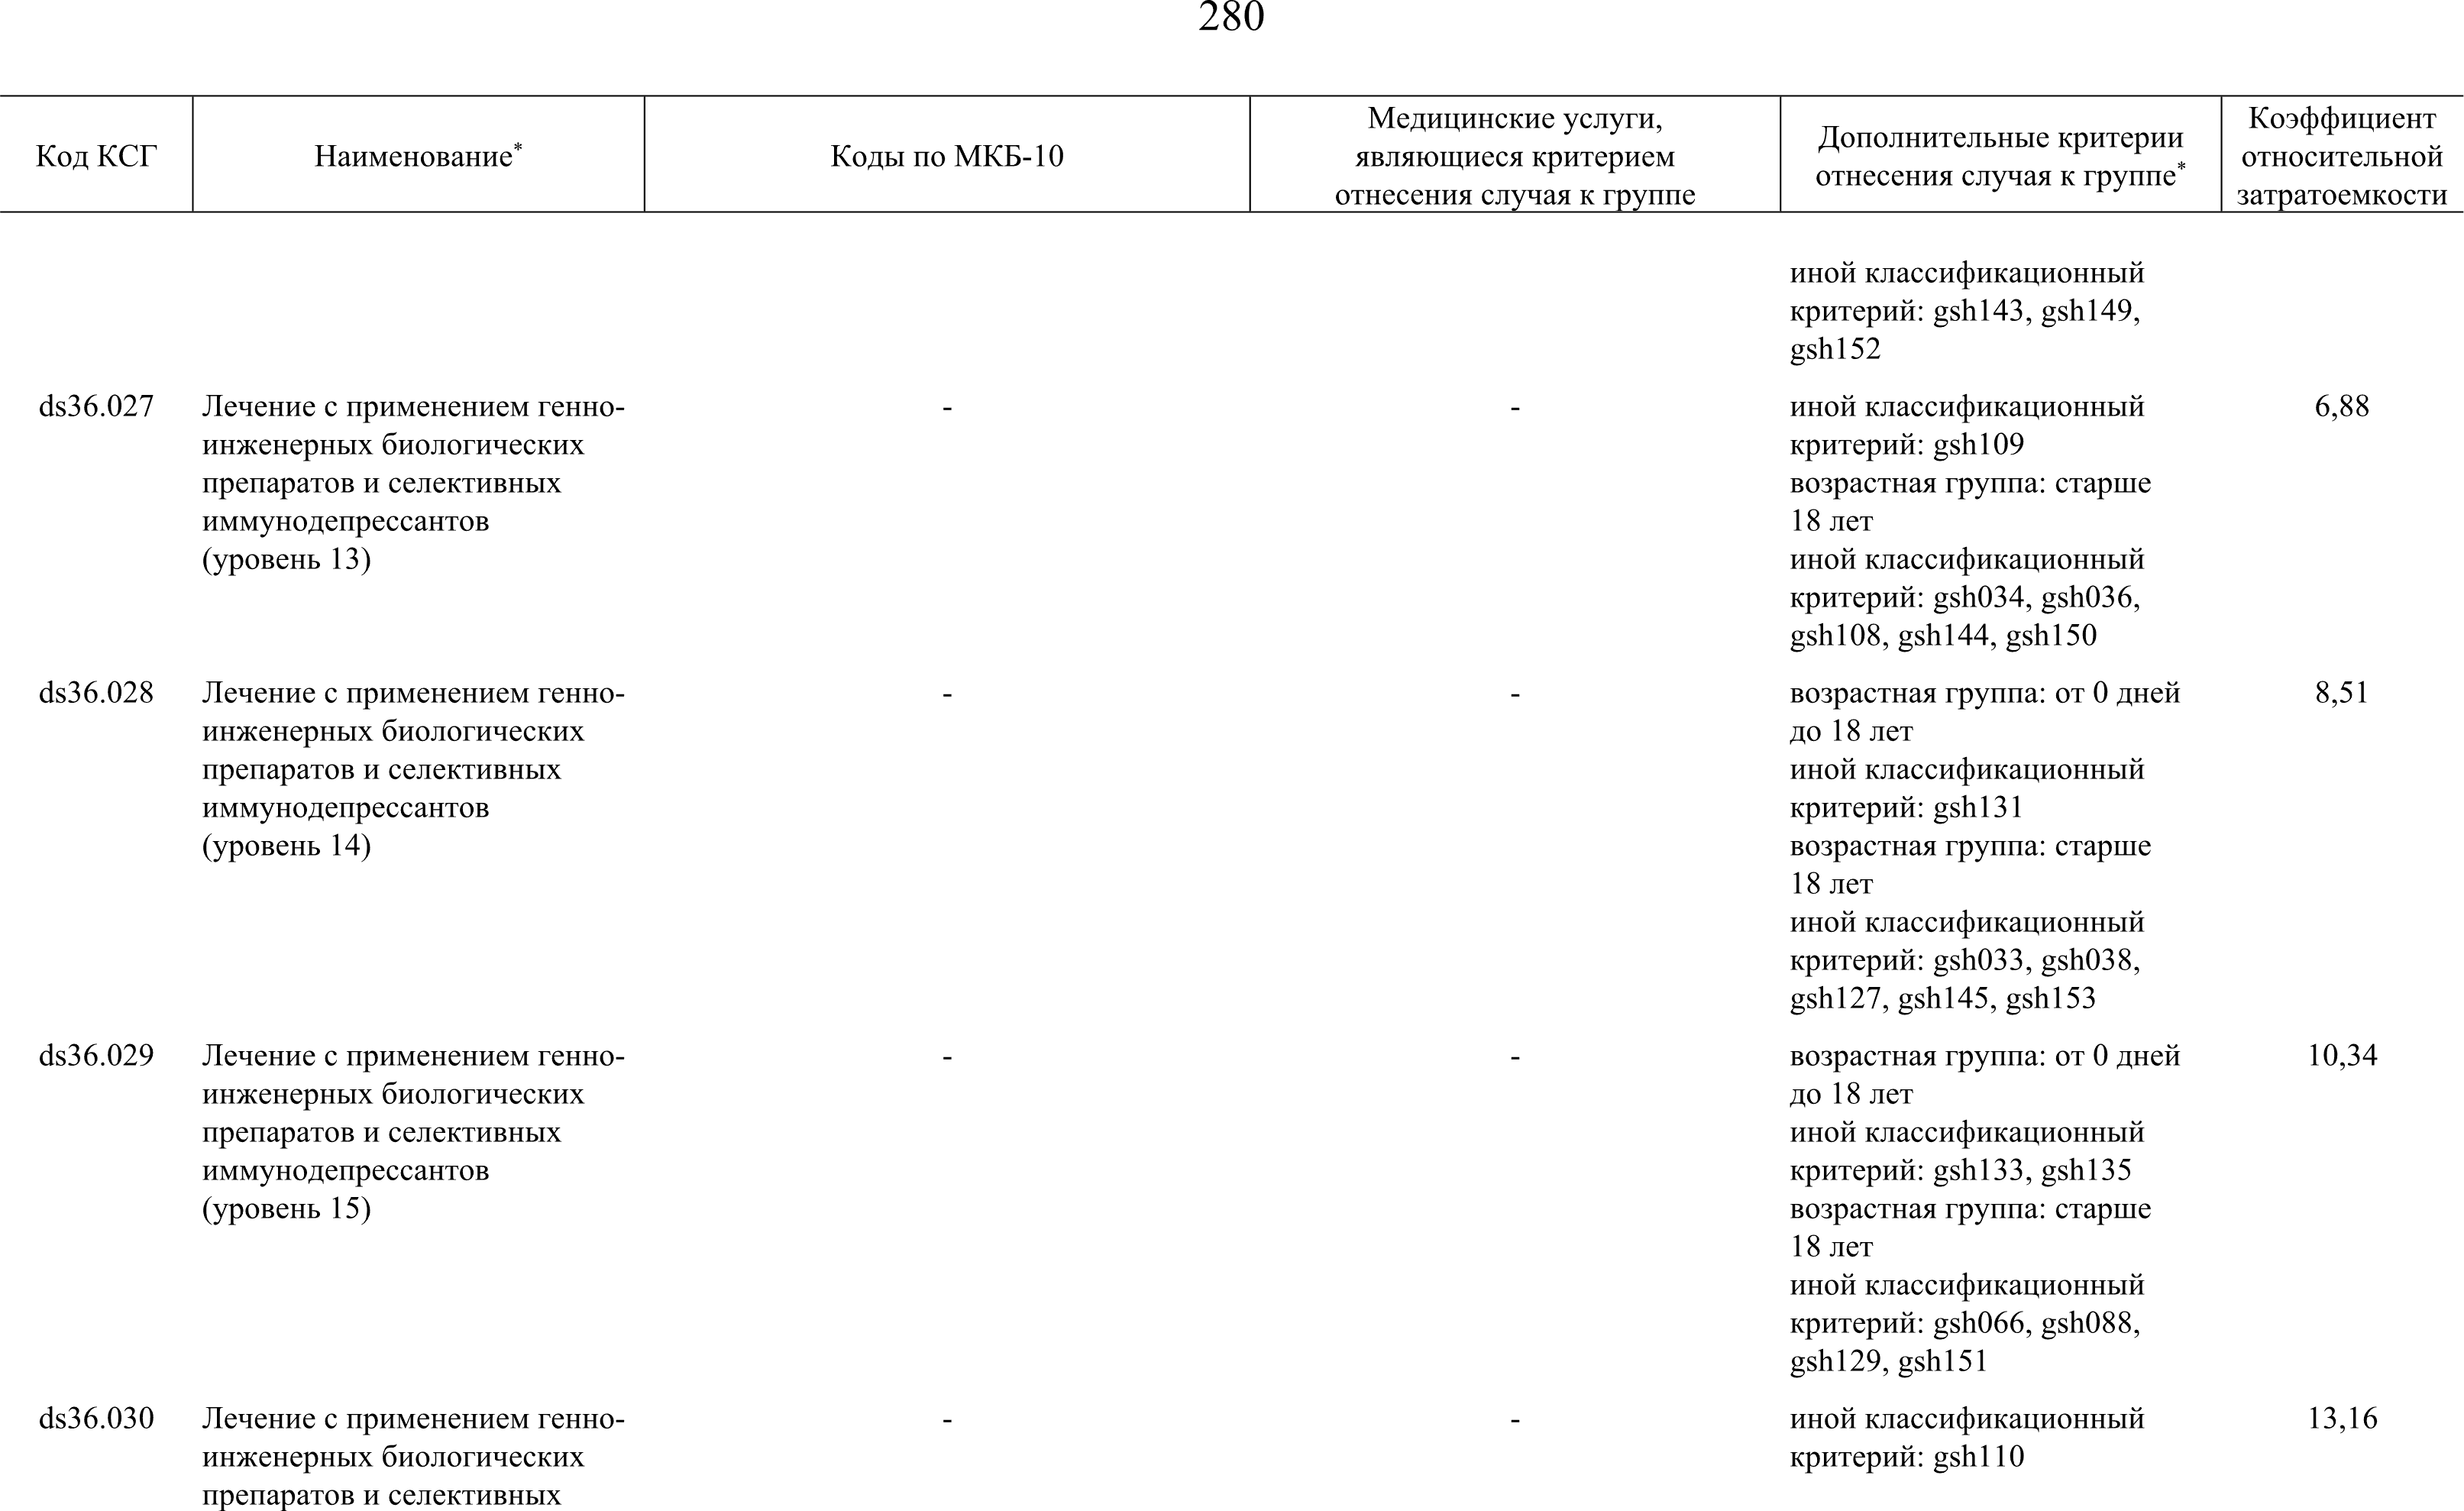 280
Код КСГ
Наименование*
Коды по МКБ-10
Медицинские услуги,
являющиеся критерием
отнесения случая к группе
Дополнительные критерии
отнесения случая к группе*
Коэффициент
относительной
затратоемкости
иной классификационный
критерий: gsh143, gsh149,
gsh152
ds36.027
Лечение с применением генно-
инженерных биологических
препаратов и селективных
иммунодепрессантов
(уровень 13)
-
-
иной классификационный
критерий: gsh109
возрастная группа: старше
18 лет
иной классификационный
критерий: gsh034, gsh036,
gsh108, gsh144, gsh150
6,88
ds36.028
Лечение с применением генно-
инженерных биологических
препаратов и селективных
иммунодепрессантов
(уровень 14)
-
-
возрастная группа: от 0 дней
до 18 лет
иной классификационный
критерий: gsh131
возрастная группа: старше
18 лет
иной классификационный
критерий: gsh033, gsh038,
gsh127, gsh145, gsh153
8,51
ds36.029
Лечение с применением генно-
инженерных биологических
препаратов и селективных
иммунодепрессантов
(уровень 15)
-
-
возрастная группа: от 0 дней
до 18 лет
иной классификационный
критерий: gsh133, gsh135
возрастная группа: старше
18 лет
иной классификационный
критерий: gsh066, gsh088,
gsh129, gsh151
10,34
ds36.030
Лечение с применением генно-
инженерных биологических
препаратов и селективных
-
-
иной классификационный
критерий: gsh110
13,16